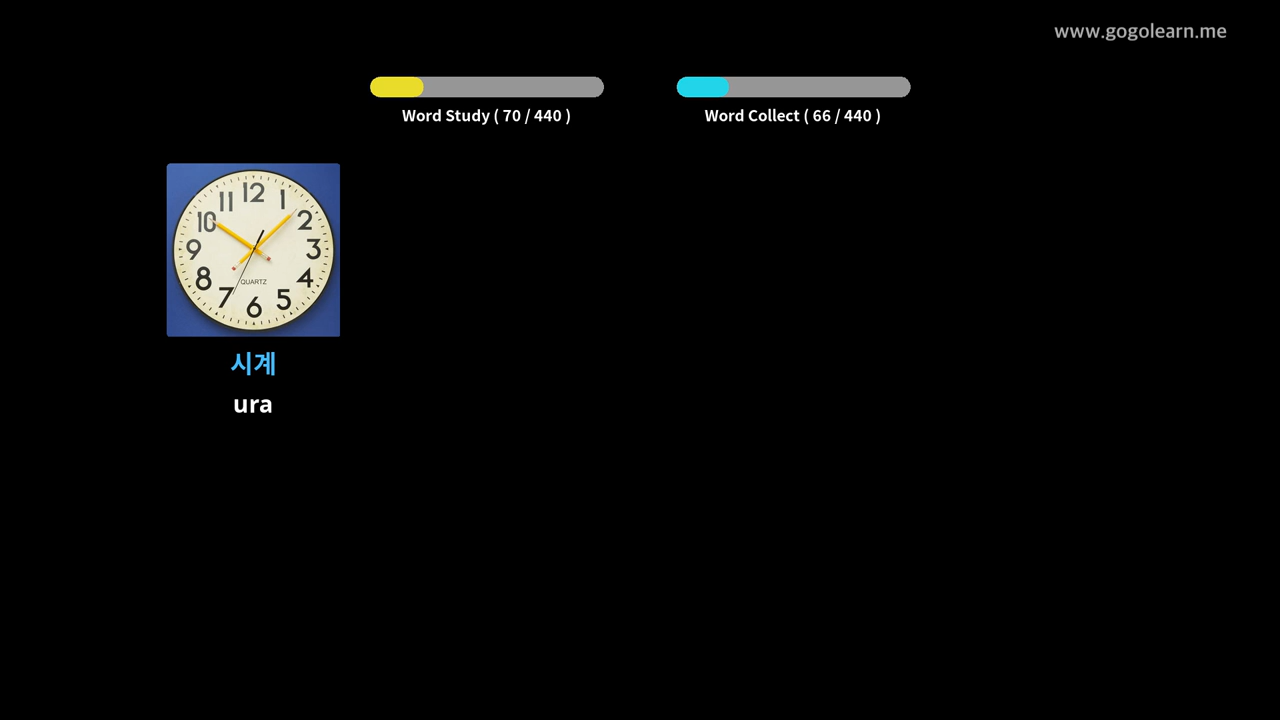 www.gogolearn.me
Word Study ( 70 / 440 )
Word Collect ( 66 / 440 )
12
11
1
10
2
9
3
8
4
QUARTZ
7
5
6
시계
ura